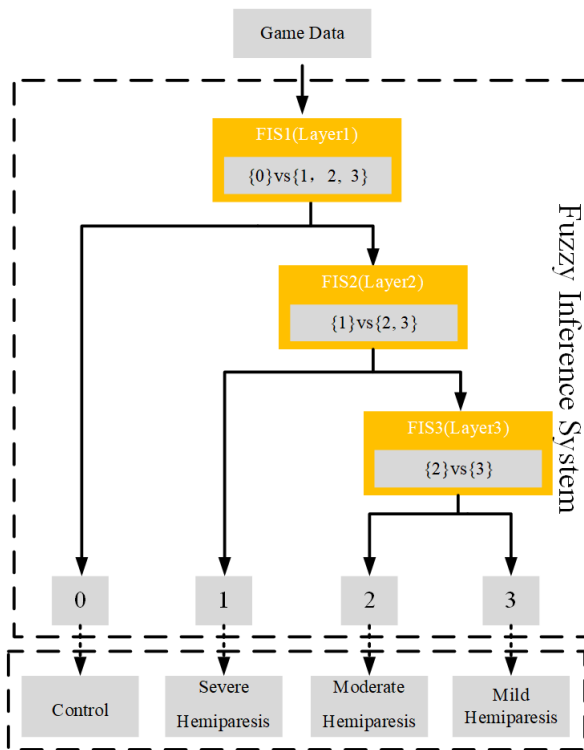 Game Data
FIS1(Layer1)
{0}vs{1, 2, 3}
FIS2(Layer2)
{1}vs{2, 3}
FIS3(Layer3)
{2}vs{3}
Fuzzy Inference System
0
1
2
3
Control
Severe
Hemiparesis
Moderate
Hemiparesis
Mild
Hemiparesis